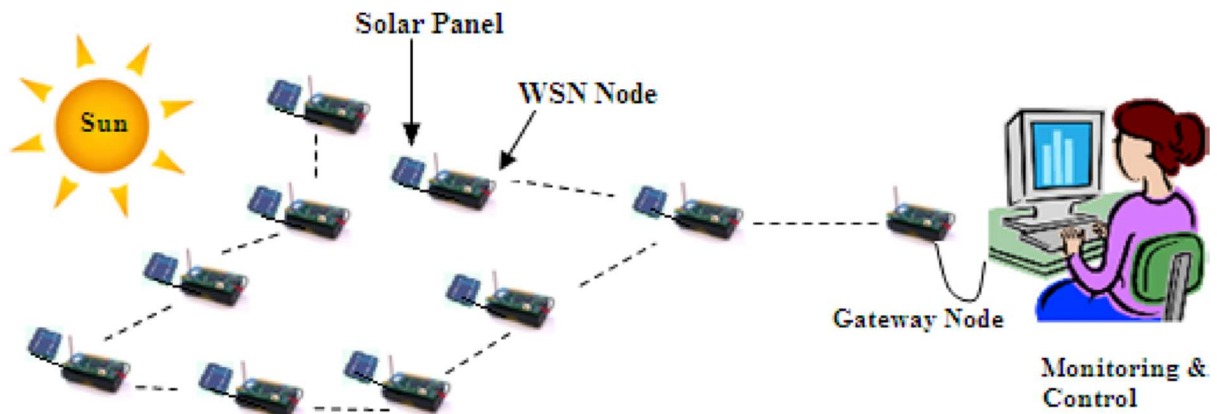 Solar Panel
WSN Node
Sun
Gateway Node
Monitoring &
Control